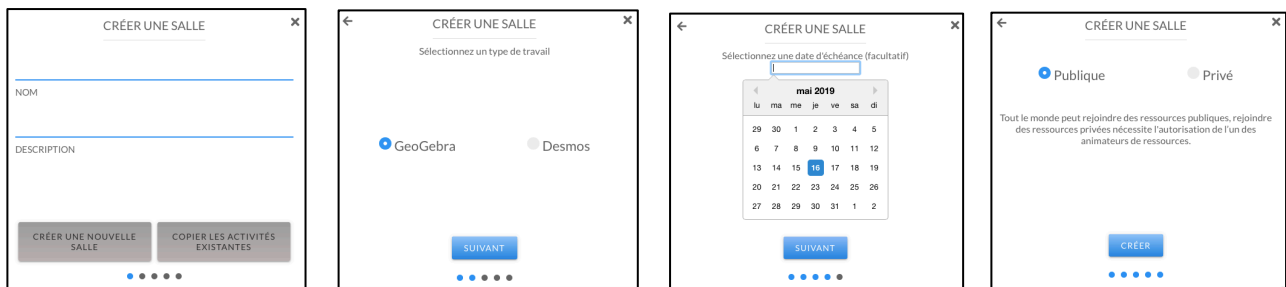 CRÉER UNE SALLE
NOM
DESCRIPTION
CRÉER UNE NOUVELLE SALLE
COPIER LES ACTIVITÉS EXISTANTES
CRÉER UNE SALLE
Sélectionnez un type de travail
GeoGebra
Desmos
SUIVANT
CRÉER UNE SALLE
Sélectionnez une date d'échéance (facultatif)
mai 2019
lu ma me je ve sa di
29 30 1 2 3 4 5
6 7 8 9 10 11 12
13 14 15 16 17 18 19
20 21 22 23 24 25 26
27 28 29 30 31 1 2
SUIVANT
CRÉER UNE SALLE
Publique
Privé
Tout le monde peut rejoindre des ressources publiques, rejoindre
des ressources privées nécessite l'autorisation de l'un des
animateurs de ressources.
CRÉER